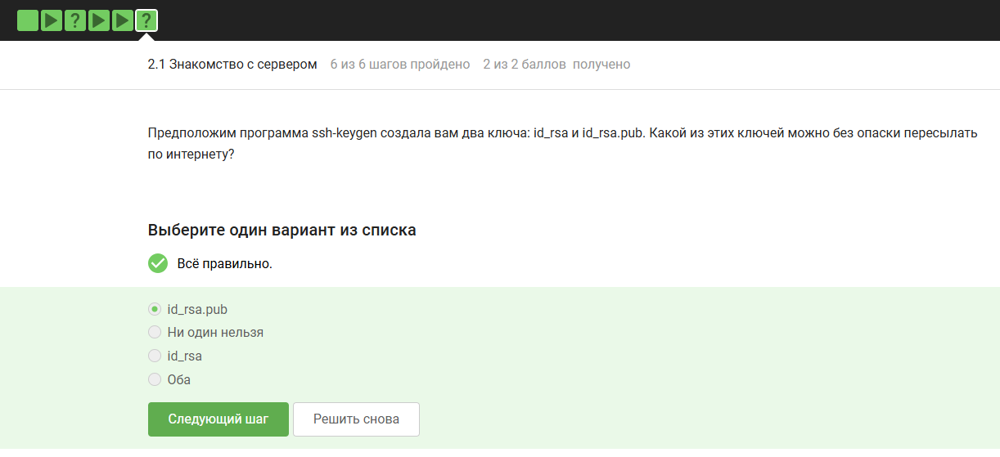 ?
?
2.1 Знакомство с сервером 6 из 6 шагов пройдено 2 из 2 баллов получено
Предположим программа ssh-keygen создала вам два ключа: id_rsa и id_rsa.pub. Какой из этих ключей можно без опаски пересылать
по интернету?
Выберите один вариант из списка
Всё правильно.
id_rsa.pub
Ни один нельзя
id_rsa
Оба
Следующий шаг Решить снова